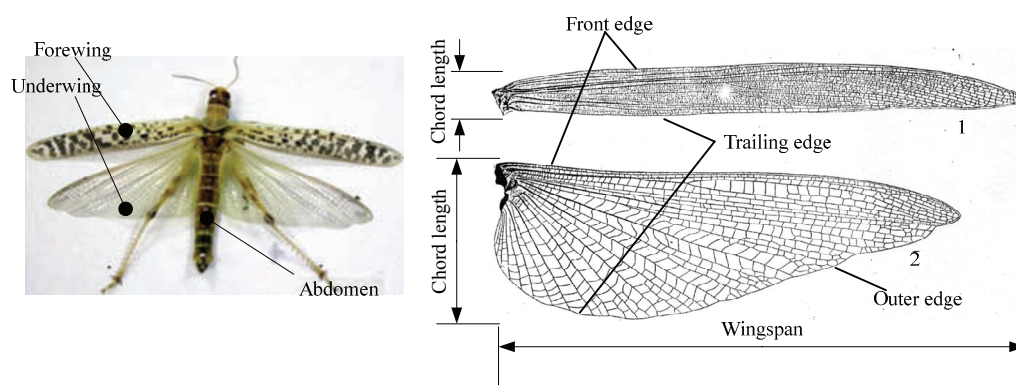 Forewing
Underwing
Abdomen
Front edge
Chord length
1
Trailing edge
Chord length
2
Outer edge
Wingspan